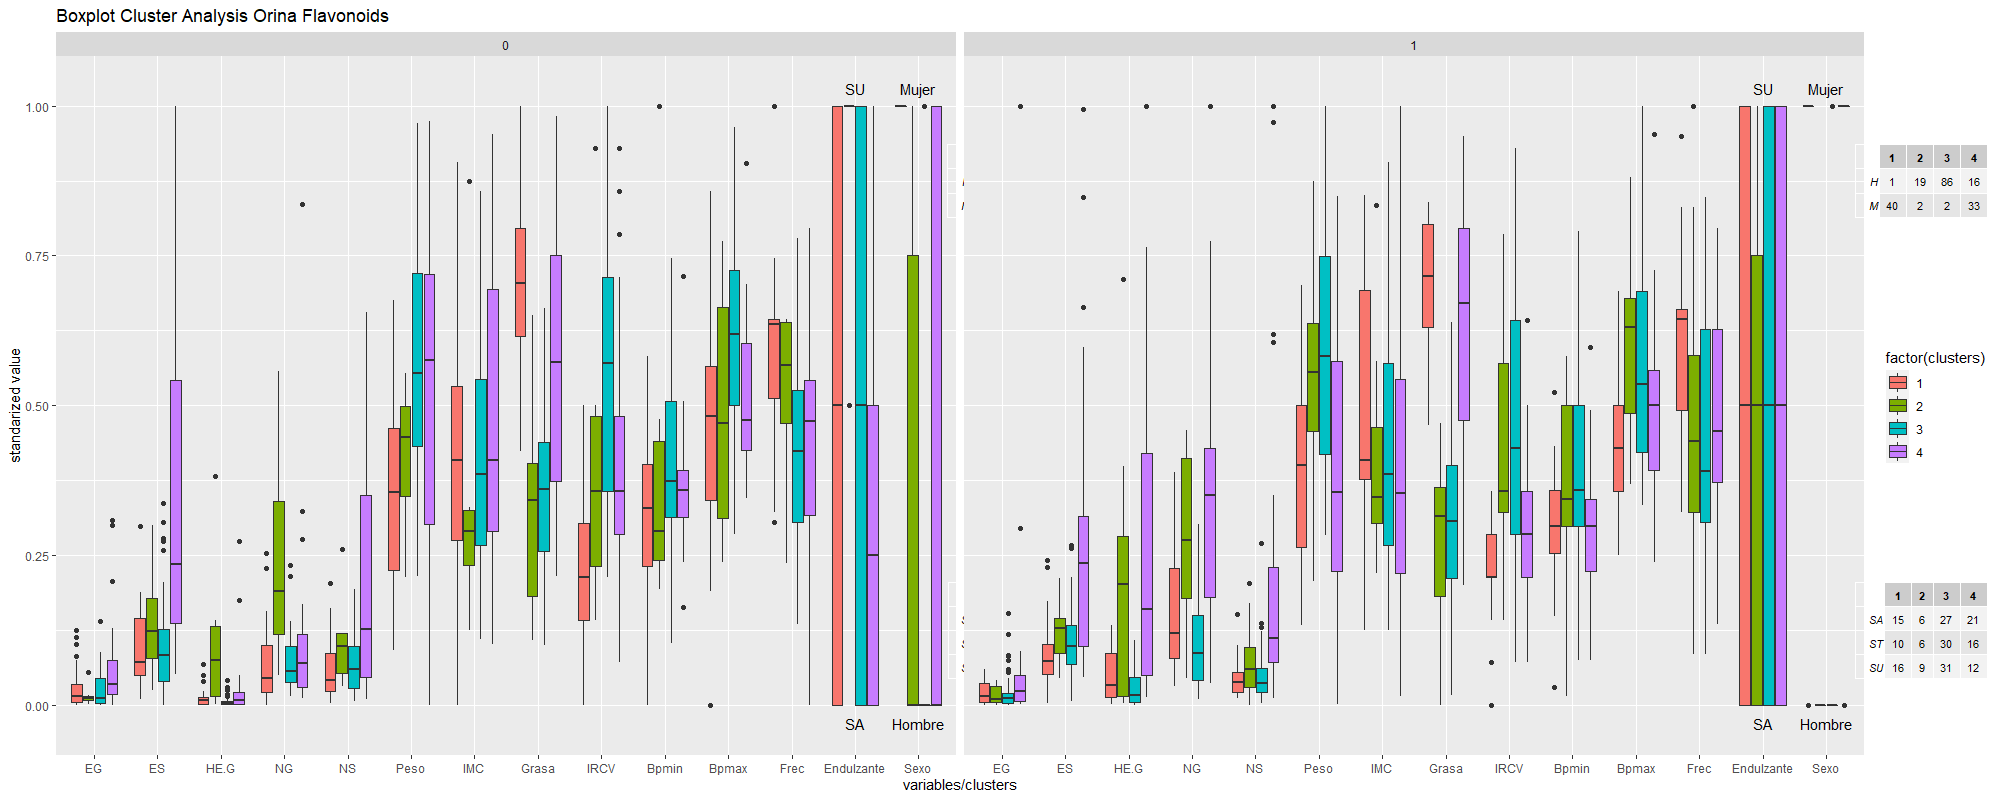 Boxplot Cluster Analysis Orina Flavonoids
0
1
SU
Mujer
SU
Mujer
1.00
0.75
0.50
0.25
0.00
standarized value
SA
Hombre
SA
Hombre
EG ES HE.G NG NS Peso IMC Grasa IRCV Bpmin Bpmax Frec Endulzante Sexo
EG ES HE.G NG NS Peso IMC Grasa IRCV Bpmin Bpmax Frec Endulzante Sexo
variables/clusters
1 2 3 4
H 1 19 86 16
M 40 2 2 33
factor(clusters)
1
2
3
4
1 2 3 4
SA 15 6 27 21
ST 10 6 30 16
SU 16 9 31 12